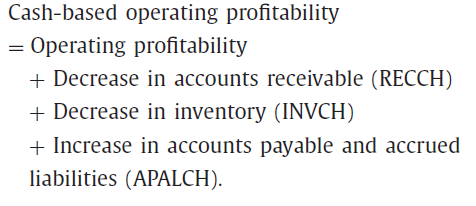 Cash-based operating profitability
= Operating profitability
+ Decrease in accounts receivable (RECCH)
+ Decrease in inventory (INVCH)
+ Increase in accounts payable and accrued
liabilities (APALCH).